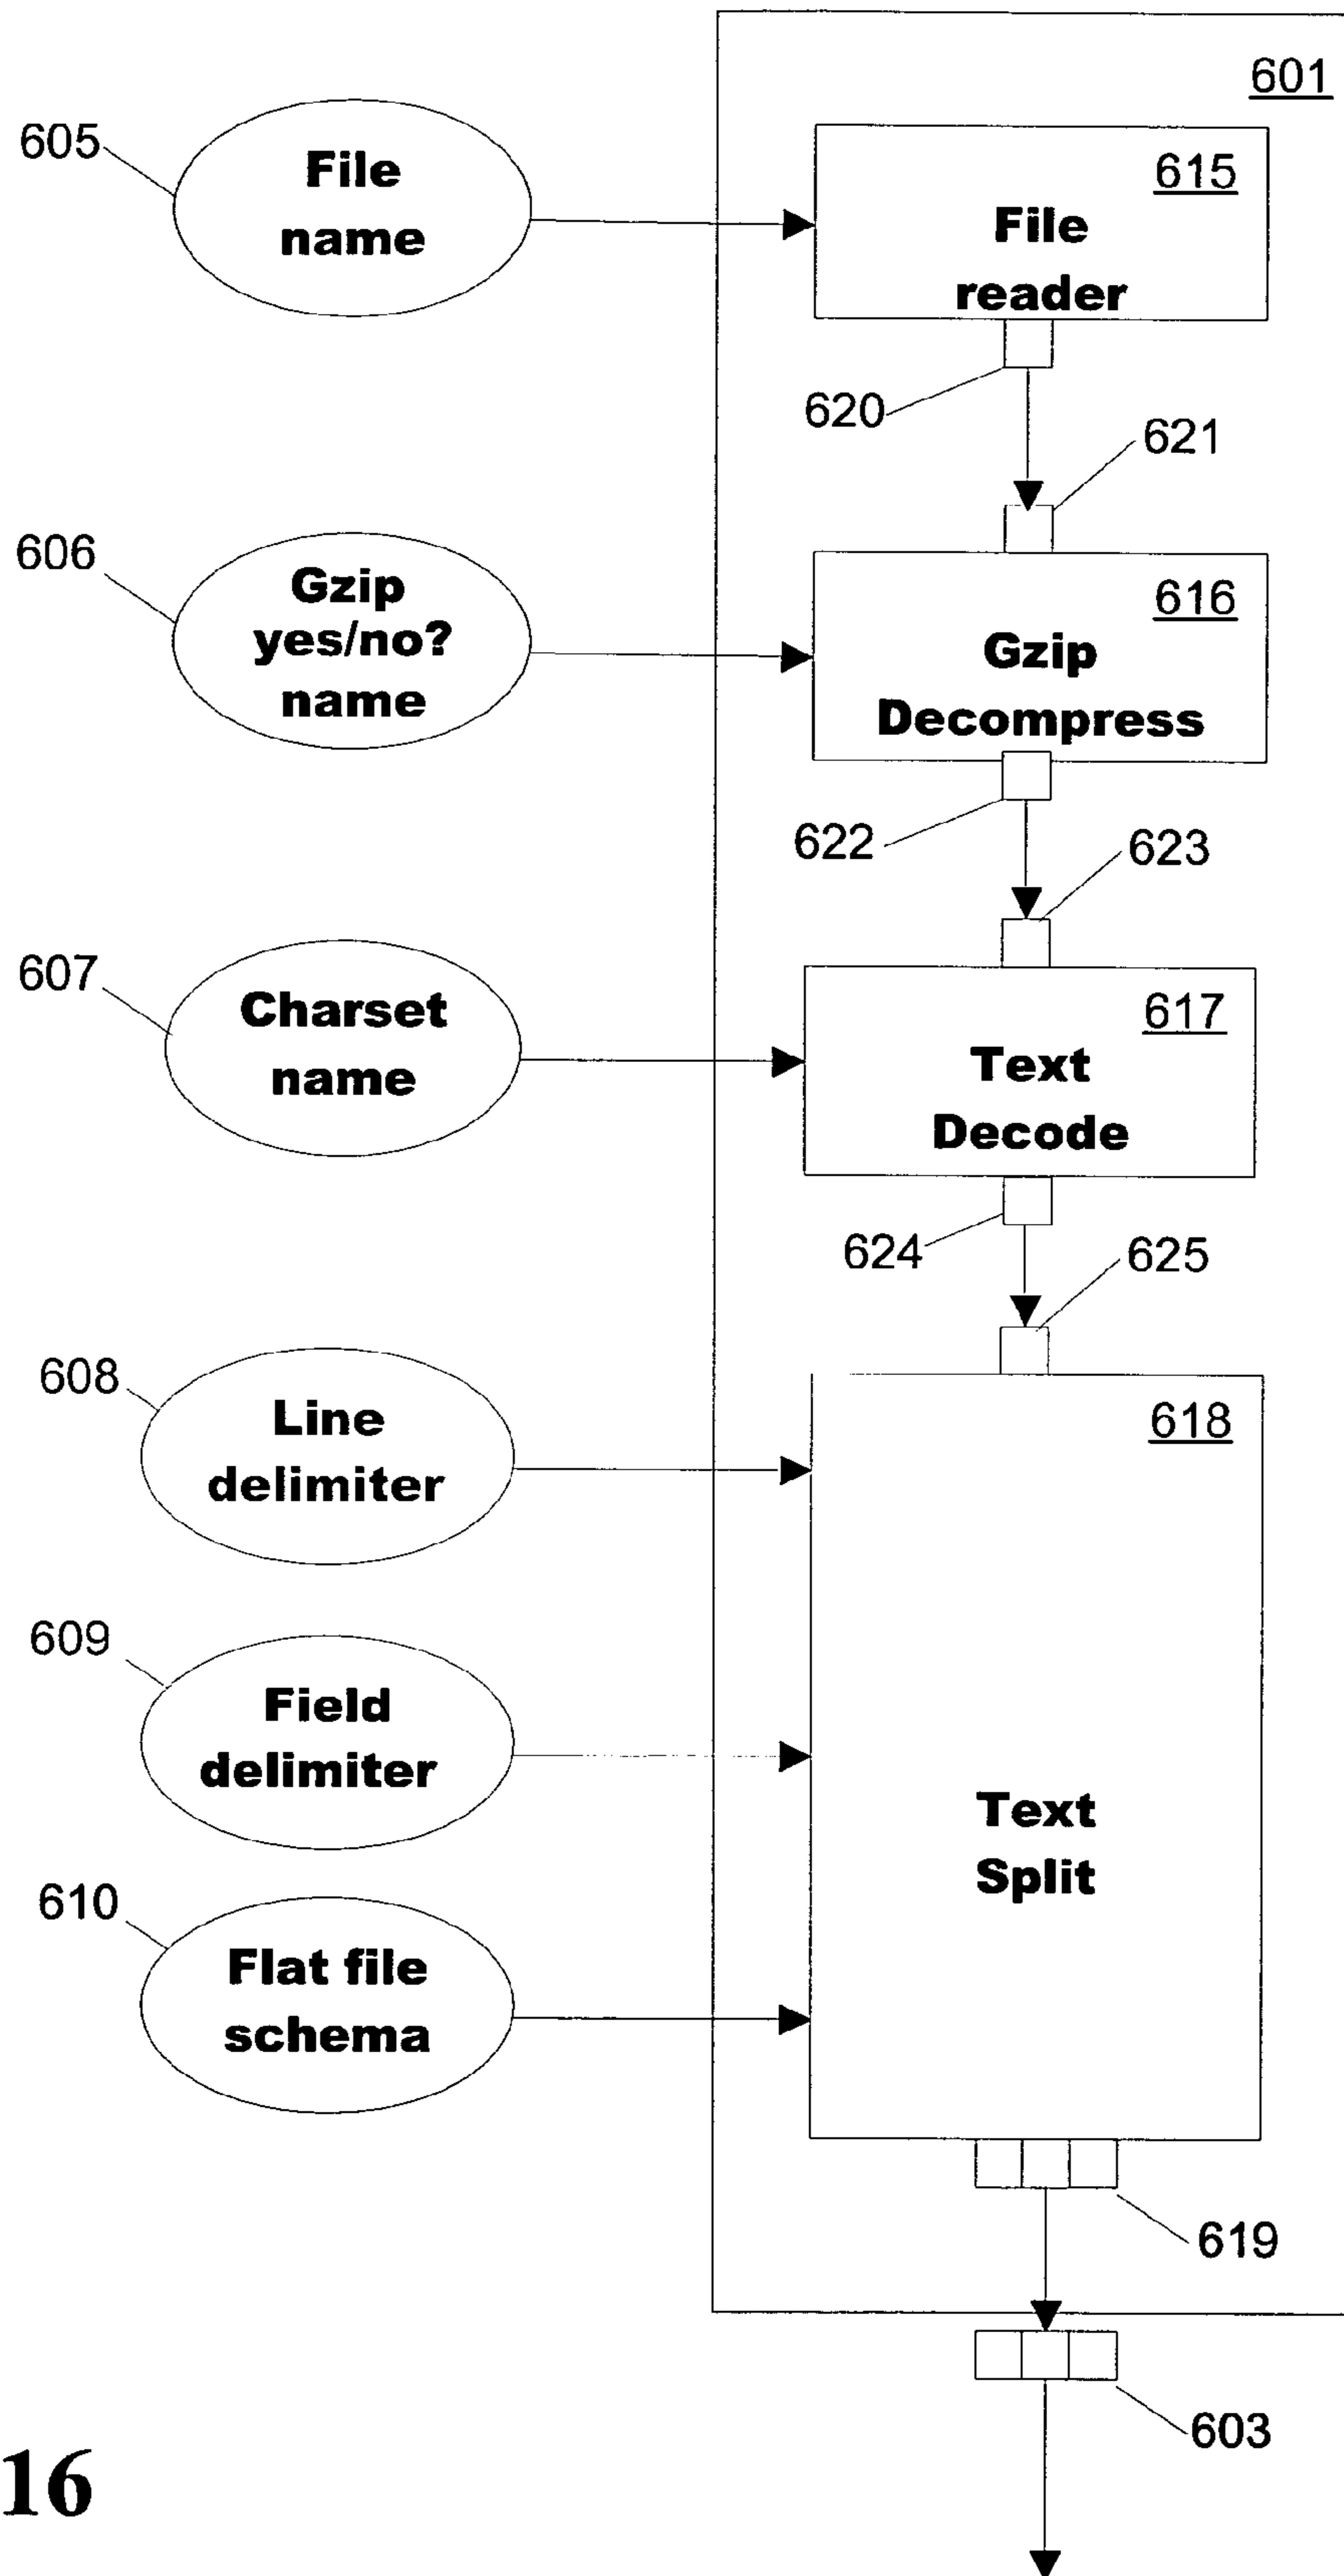 601
605
File
name
615
File
reader
620
621
606
Gzip
yes/no?
name
616
Gzip
Decompress
622
623
607
Charset
name
617
Text
Decode
624
625
608
Line
delimiter
618
609
Field
delimiter
Text
Split
610
Flat file
schema
619
603
16